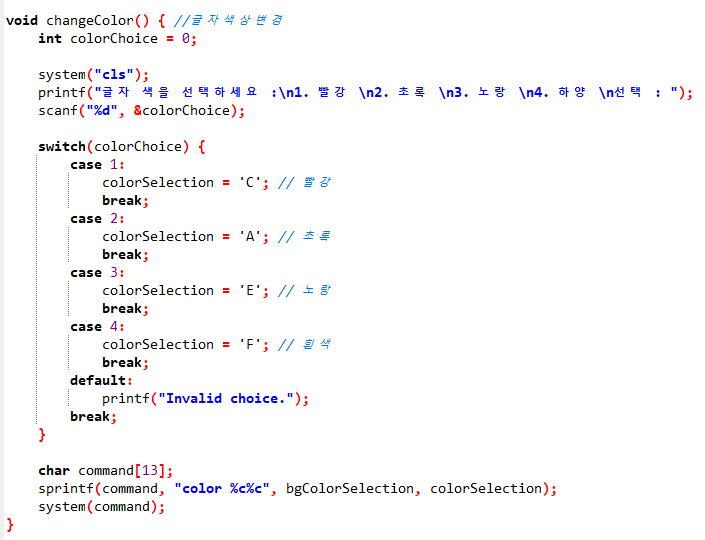 void changeColor() { //글자색상변경
int colorChoice = 0;
system("cls");
printf("글자 색을 선택하세요 :\n1. 빨강 \n2. 초록 \n3. 노랑 \n4. 하양 \n선택 : ");
scanf("%d", &colorChoice);
switch(colorChoice) {
case 1:
colorSelection = 'C'; // 빨강
break;
case 2:
colorSelection = 'A'; // 초록
break;
case 3:
colorSelection = 'E'; // 노랑
break;
case 4:
colorSelection = 'F'; // 흰색
break;
default:
printf("Invalid choice.");
break;
}
char command[13];
sprintf(command, "color %c%c", bgColorSelection, colorSelection);
system(command);
}